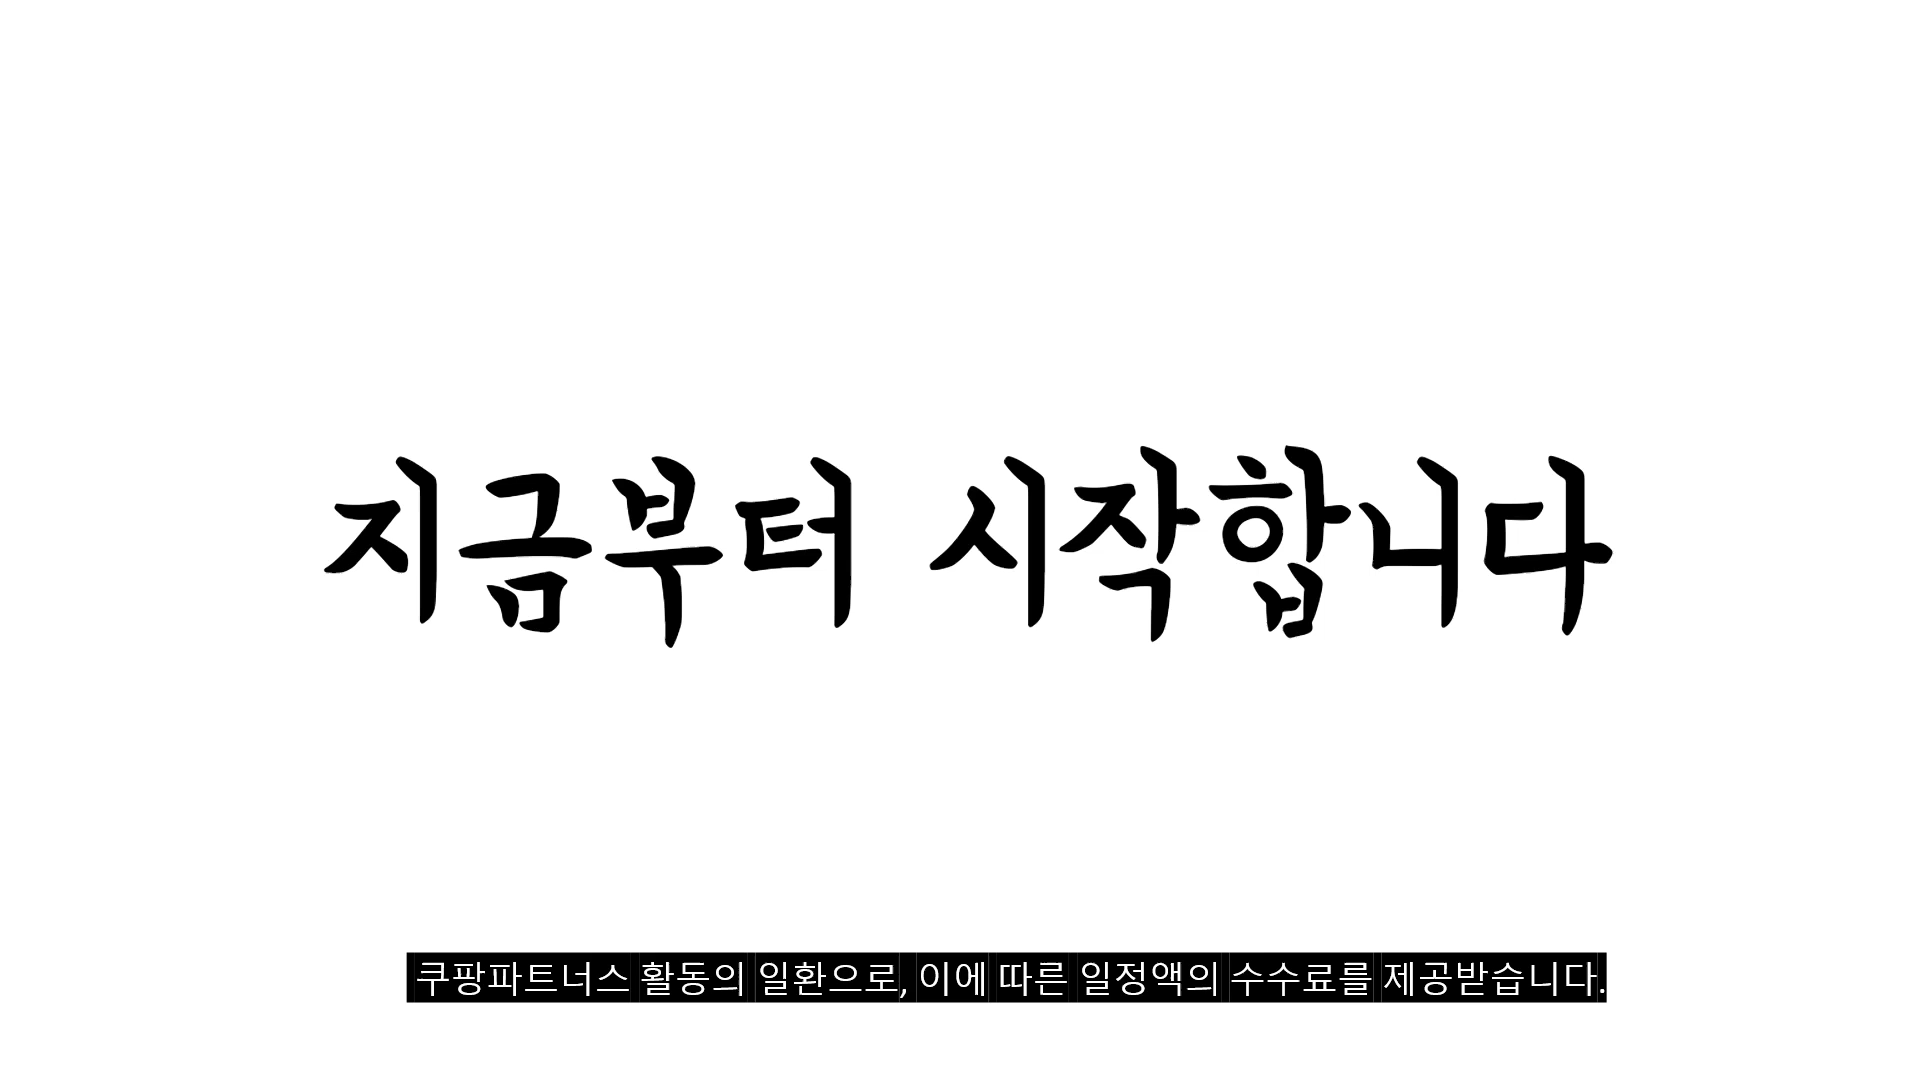 지금부터 시작합니다
쿠팡파트너스 활동의 일환으로, 이에 따른 일정액의 수수료를 제공받습니다.